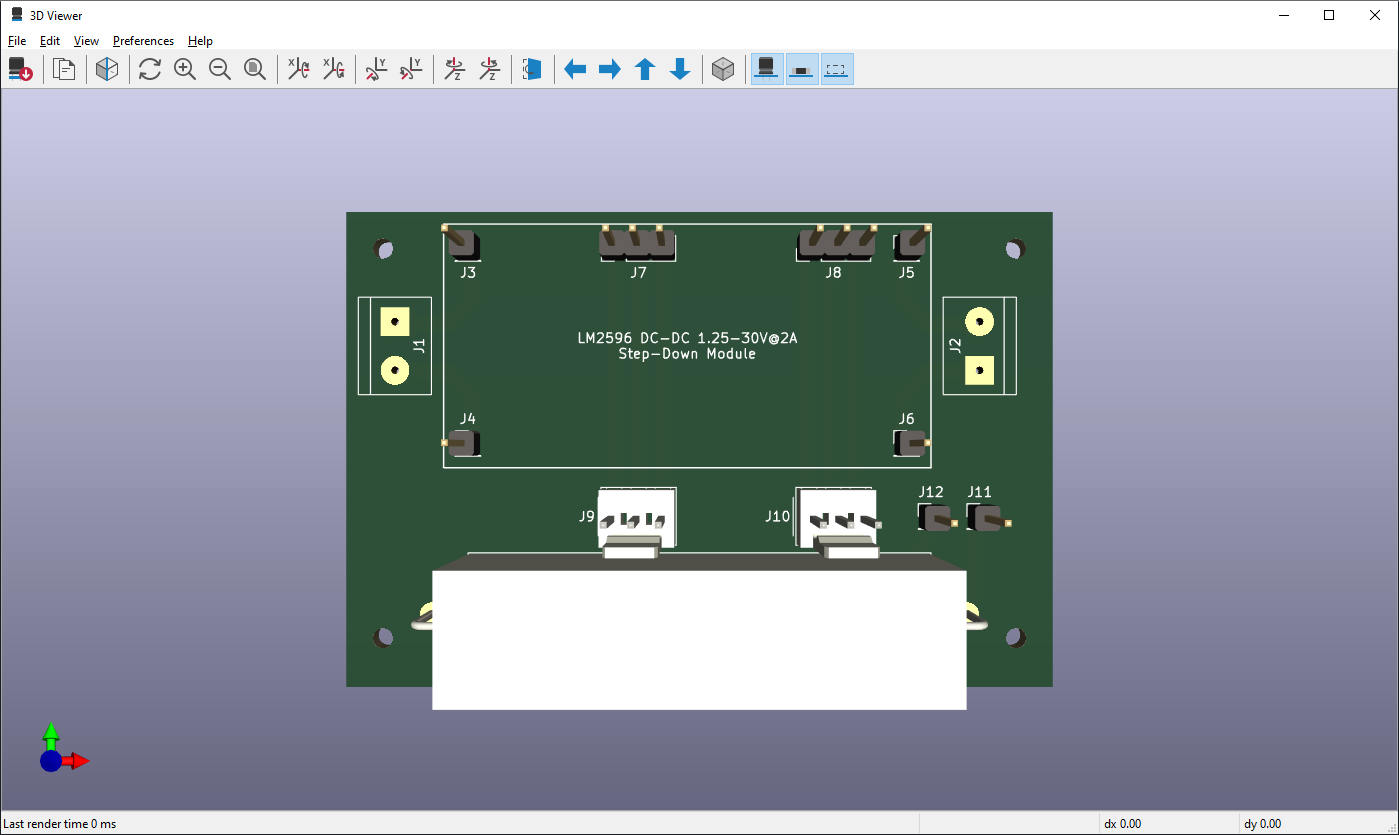 3D Viewer
File Edit View Preferences Help
X X Y Y Z Z
J3 J7 J8 J5
J1
LM2596 DC-DC 1.25-30V@2A
Step-Down Module
J2
J4 J6
J9 J10 J12 J11
Last render time 0 ms dx 0.00 dy 0.00